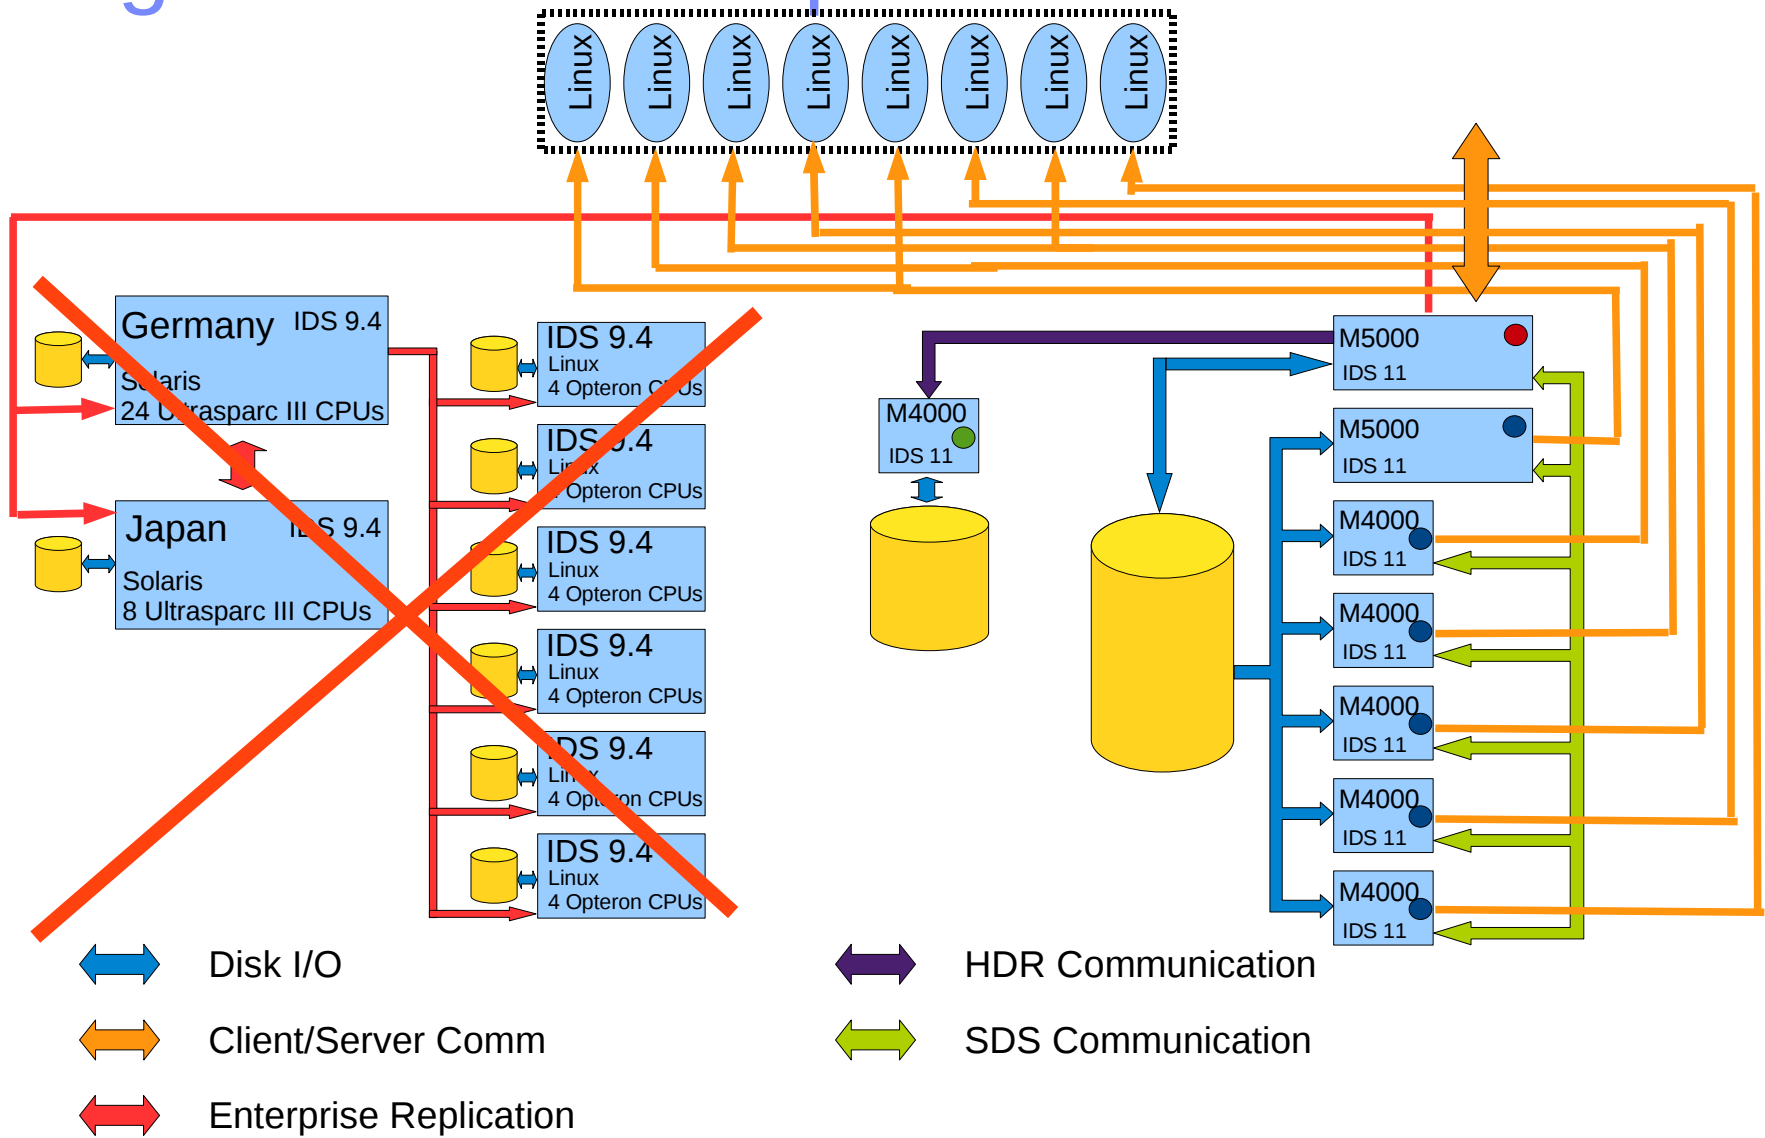 Linux
Linux
Linux
Linux
Linux
Linux
Linux
Linux
Germany IDS 9.4
Solaris
24 Ultrasparc III CPUs
Japan IDS 9.4
Solaris
8 Ultrasparc III CPUs
IDS 9.4
Linux
4 Opteron CPUs
IDS 9.4
Linux
4 Opteron CPUs
IDS 9.4
Linux
4 Opteron CPUs
IDS 9.4
Linux
4 Opteron CPUs
IDS 9.4
Linux
4 Opteron CPUs
IDS 9.4
Linux
4 Opteron CPUs
M4000
IDS 11
M5000
IDS 11
M5000
IDS 11
M4000
IDS 11
M4000
IDS 11
M4000
IDS 11
M4000
IDS 11
M4000
IDS 11
Disk I/O
Client/Server Comm
Enterprise Replication
HDR Communication
SDS Communication